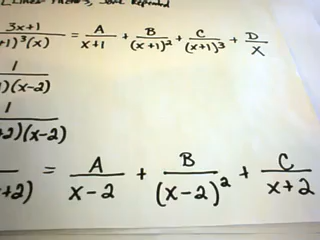 Linear Factors, Some Repeated
3x+1 / +1)³(x) = A / x+1 + B / (x+1)² + C / (x+1)³ + D / X
1 / )(x-2)
1 / +2)(x-2)
+2) = A / x-2 + B / (x-2)² + C / x+2